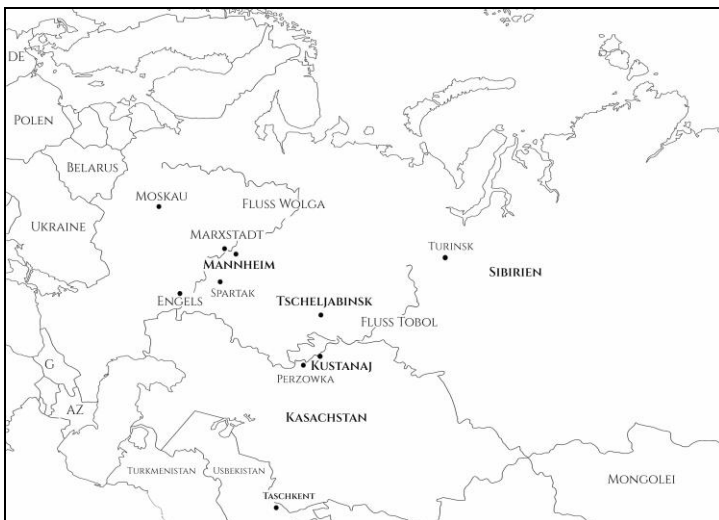 DE
POLEN
BELARUS
MOSKAU
FLUSS WOLGA
UKRAINE
MARXSTADT
MANNHEIM
TURINSK
SIBIRIEN
SPARTAK
ENGELS
TSCHELJABINSK
FLUSS TOBOL
G
KUSTANAJ
PERZOWKA
AZ
KASACHSTAN
TURKMENISTAN
USBEKISTAN
MONGOLEI
TASCHKENT